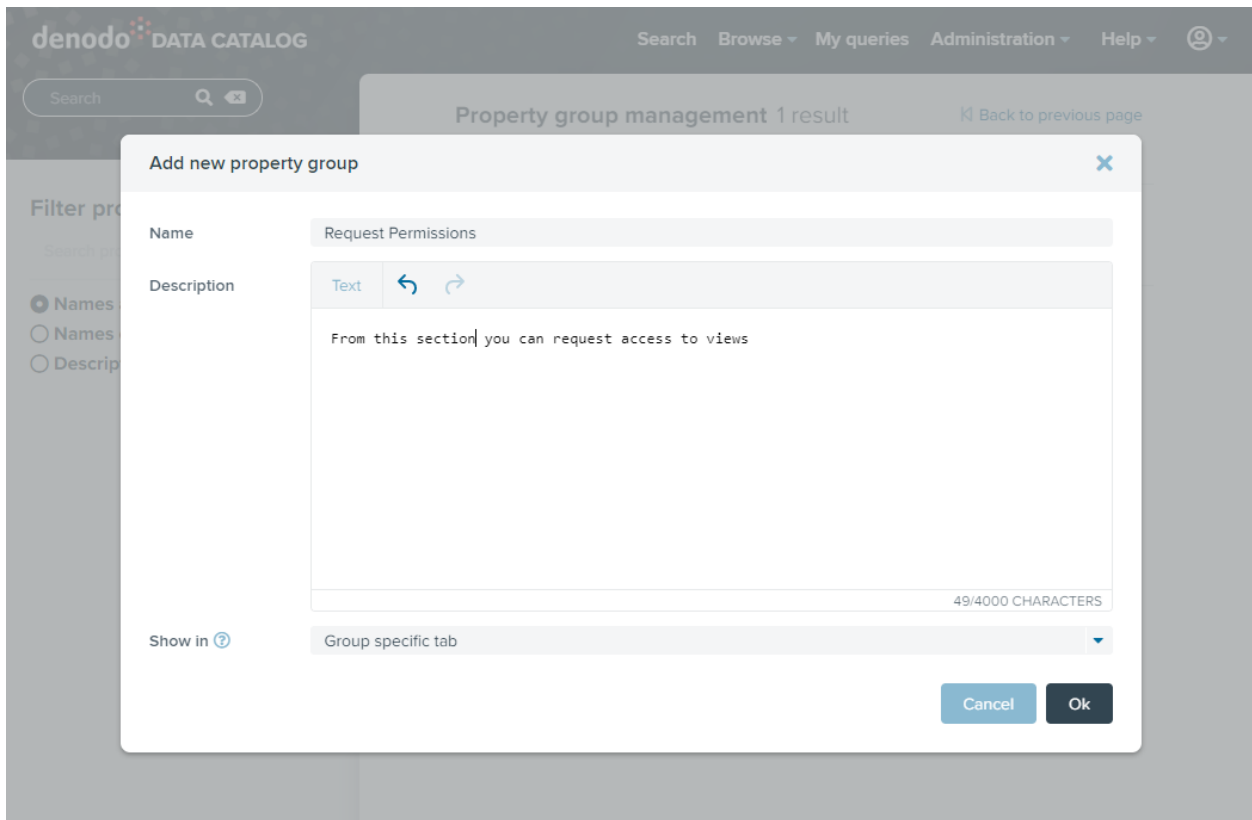 denodo DATA CATALOG
Search Browse My queries Administration Help
Search
Property group management 1 result
Back to previous page
Add new property group
Filter
Name
Request Permissions
Description
Text
Names
From this section you can request access to views
Names
49/4000 CHARACTERS
Show in ?
Group specific tab
Cancel Ok